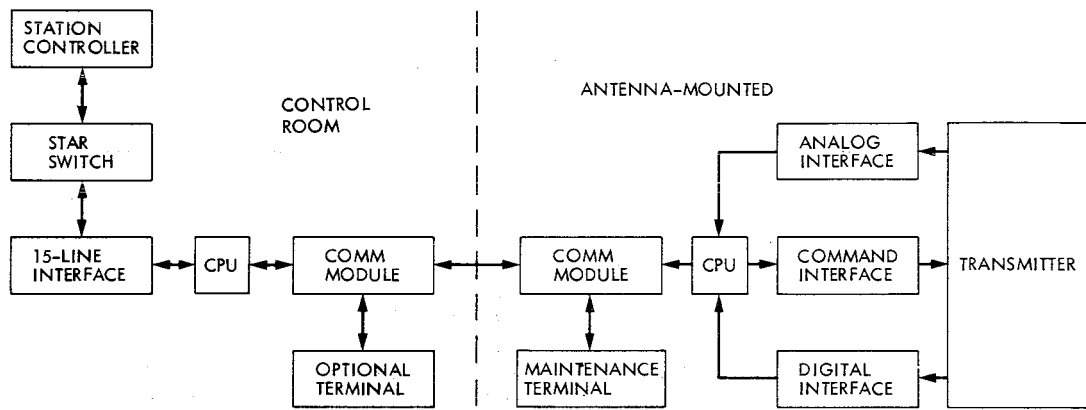 STATION
CONTROLLER
STAR
SWITCH
15-LINE
INTERFACE
CPU
CONTROL
ROOM
COMM
MODULE
OPTIONAL
TERMINAL
ANTENNA-MOUNTED
COMM
MODULE
MAINTENANCE
TERMINAL
CPU
ANALOG
INTERFACE
COMMAND
INTERFACE
DIGITAL
INTERFACE
TRANSMITTER